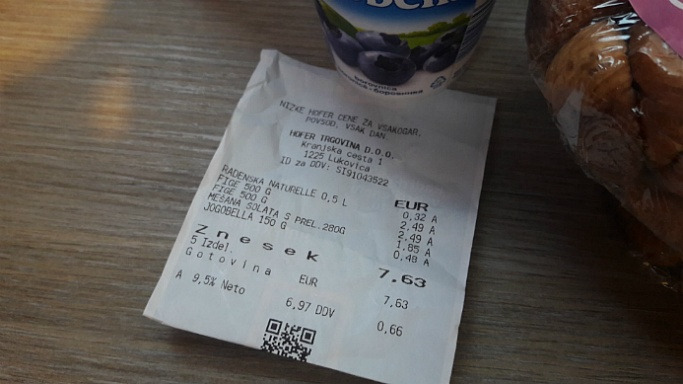 borovnica
NIZKE HOFER CENE ZA VSAKOGAR,
POVSOD, VSAK DAN.
HOFER TRGOVINA D.O.O.
Kranjska cesta 1
1225 Lukovica
ID za DDV: SI91043522
EUR
RADENSKA NATURELLE 0,5 L 0,32 A
FIGE 500 G 2,49 A
FIGE 500 G 2,49 A
MEŠANA SOLATA S PREL.280G 1,85 A
JOGOBELLA 150 G 0,48 A
Znesek 7,63
5 Izdel.
Gotovina EUR 7,63
A 9,5% Neto 6,97 DDV 0,66